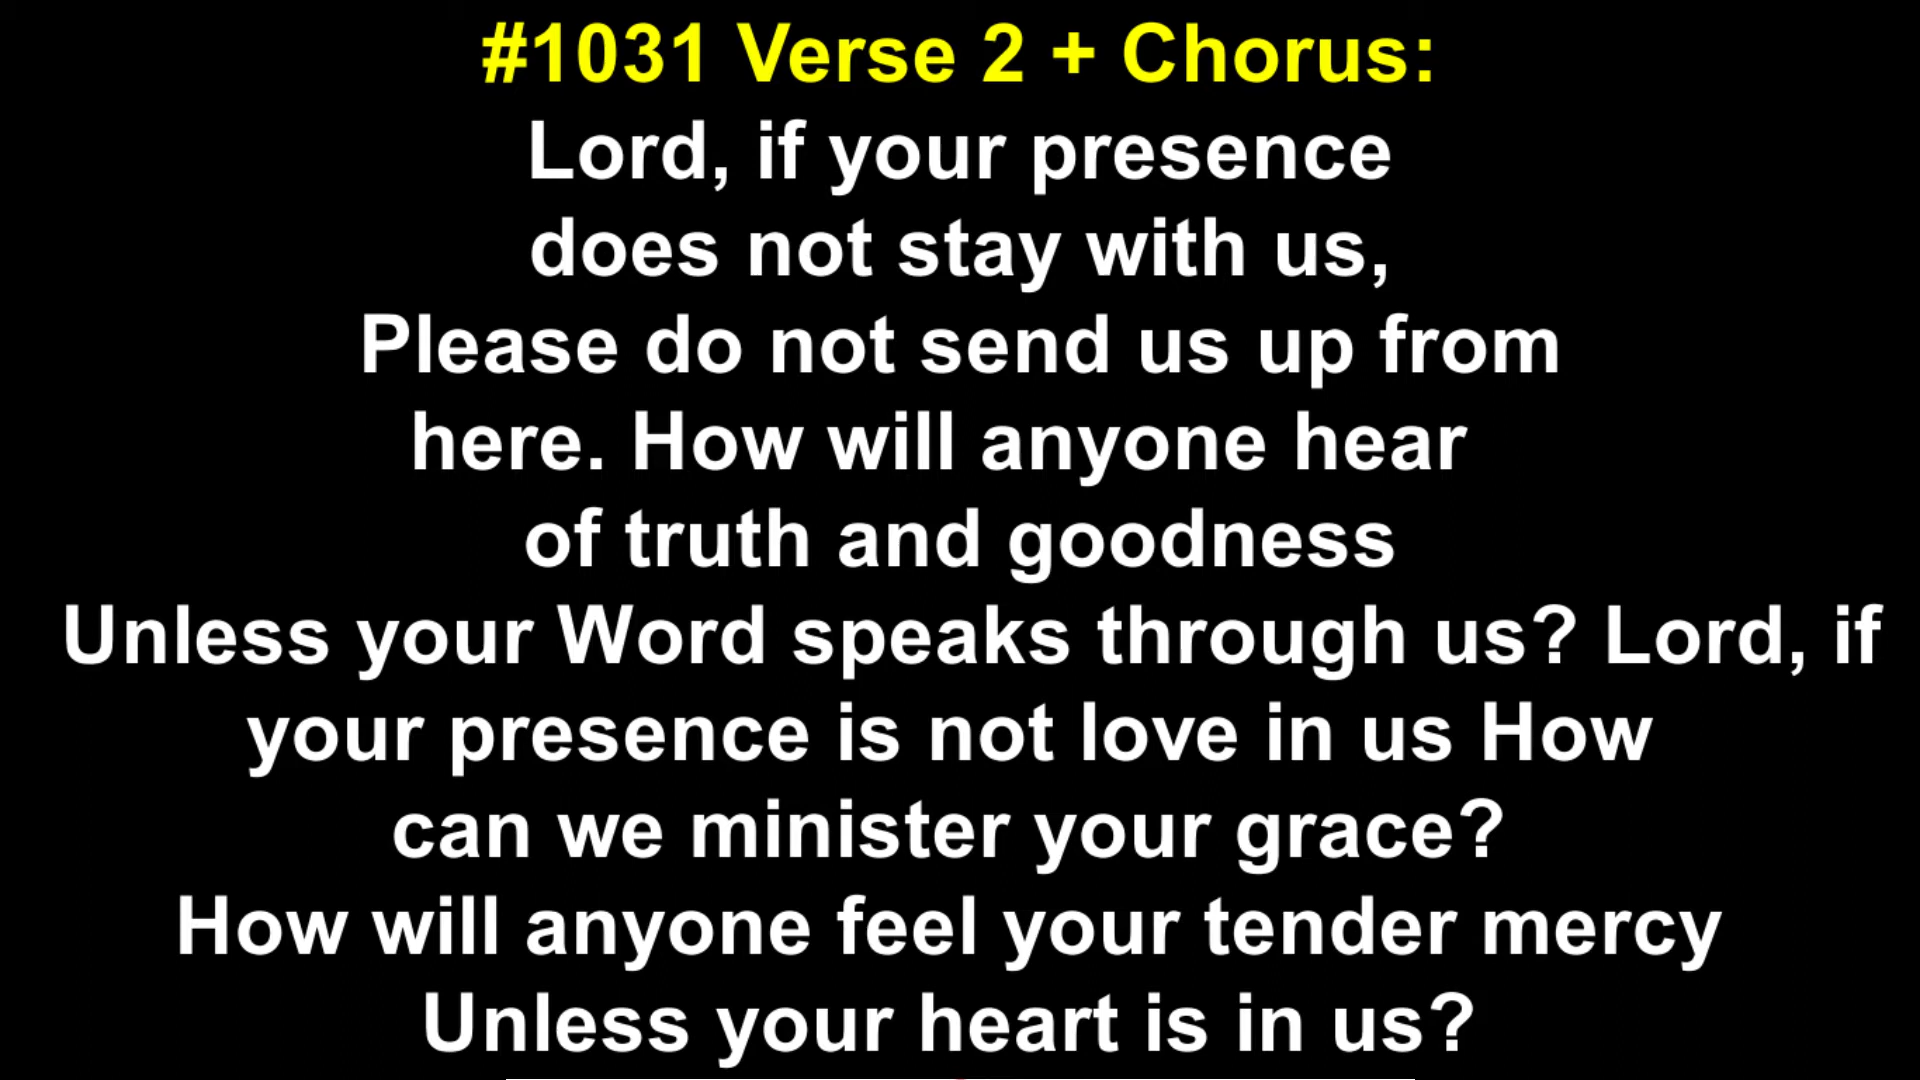 #1031 Verse 2 + Chorus:
Lord, if your presence
does not stay with us,
Please do not send us up from
here. How will anyone hear
of truth and goodness
Unless your Word speaks through us? Lord, if
your presence is not love in us How
can we minister your grace?
How will anyone feel your tender mercy
Unless your heart is in us?